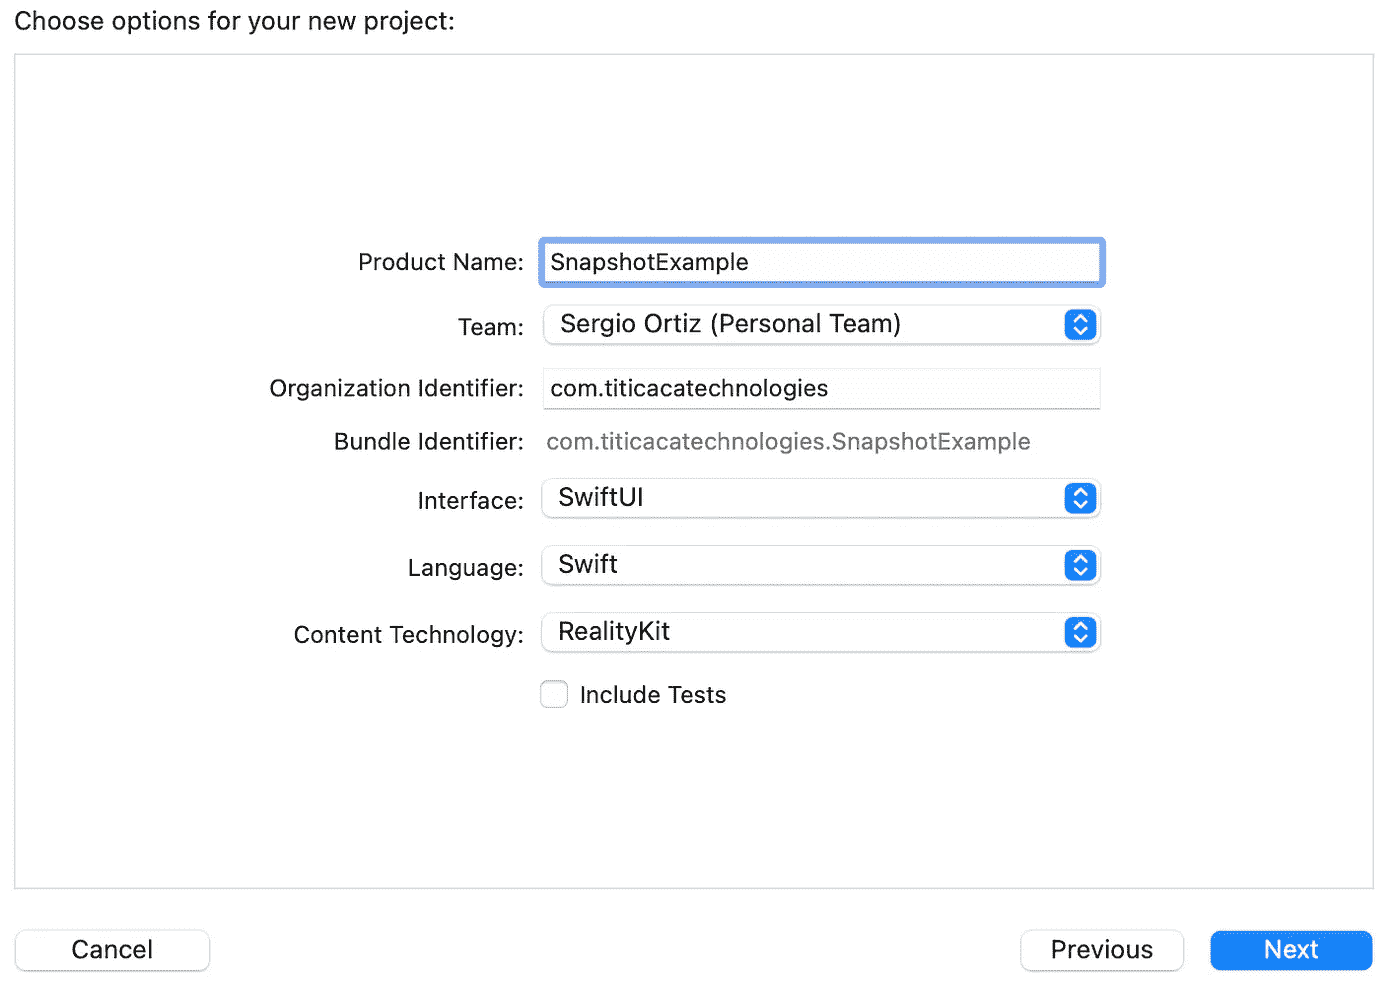 Choose options for your new project:
Product Name: SnapshotExample
Team: Sergio Ortiz (Personal Team)
Organization Identifier: com.titicacatechnologies
Bundle Identifier: com.titicacatechnologies.SnapshotExample
Interface: SwiftUI
Language: Swift
Content Technology: RealityKit
Include Tests
Cancel Previous Next